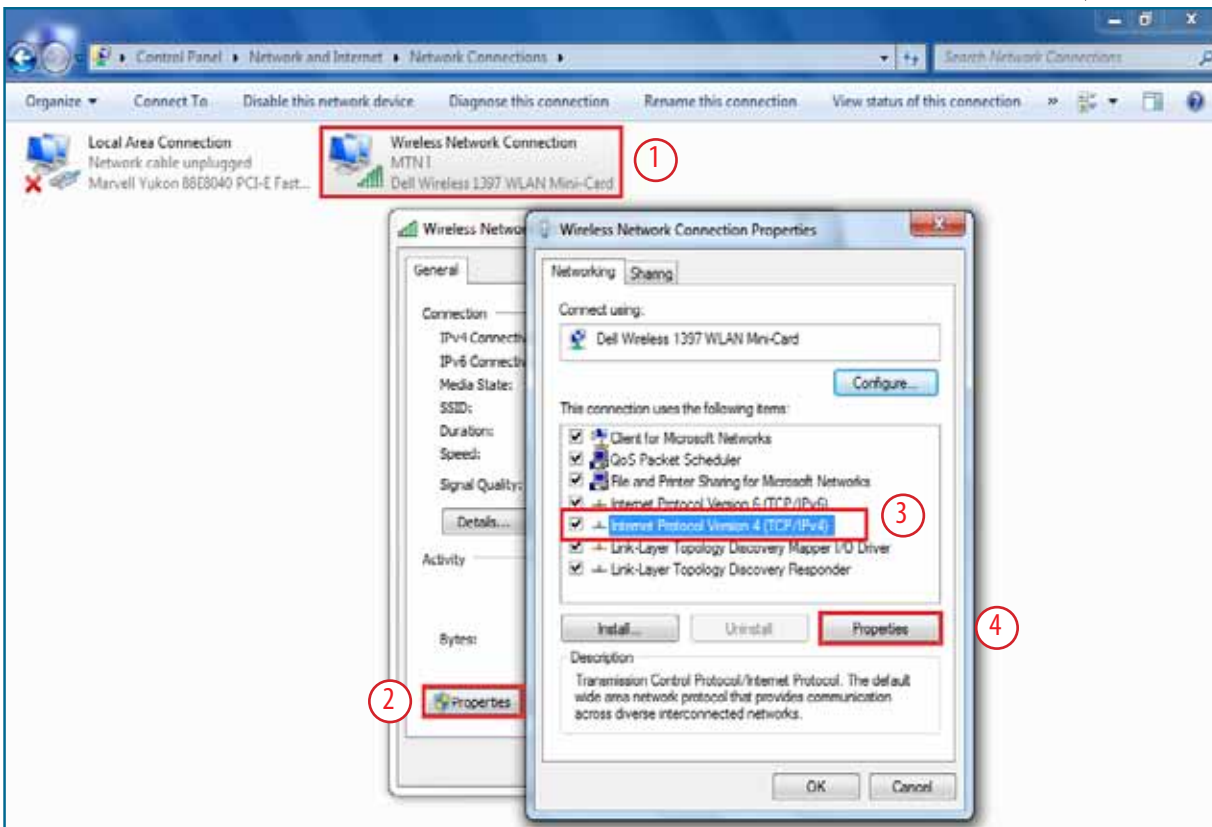 Control Panel Network and Internet Network Connections
Search Network Connections
Organize Connect To Disable this network device Diagnose this connection Rename this connection View status of this connection »
Local Area Connection
Network cable unplugged
Marvell Yukon 88E8040 PCI-E Fast...
Wireless Network Connection
MTN I
Dell Wireless 1397 WLAN Mini-Card
1
Wireless Networ
General
Connection
IPv4 Connectiv
IPv6 Connectiv
Media State:
SSID:
Duration:
Speed:
Signal Quality:
Details...
Activity
Bytes:
2
Properties
Wireless Network Connection Properties
Networking Sharing
Connect using:
Dell Wireless 1397 WLAN Mini-Card
Configure...
This connection uses the following items:
Client for Microsoft Networks
QoS Packet Scheduler
File and Printer Sharing for Microsoft Networks
Internet Protocol Version 6 (TCP/IPv6)
Internet Protocol Version 4 (TCP/IPv4)
3
Link-Layer Topology Discovery Mapper I/O Driver
Link-Layer Topology Discovery Responder
Install... Uninstall Properties
4
Description
Transmission Control Protocol/Internet Protocol. The default
wide area network protocol that provides communication
across diverse interconnected networks.
OK Cancel